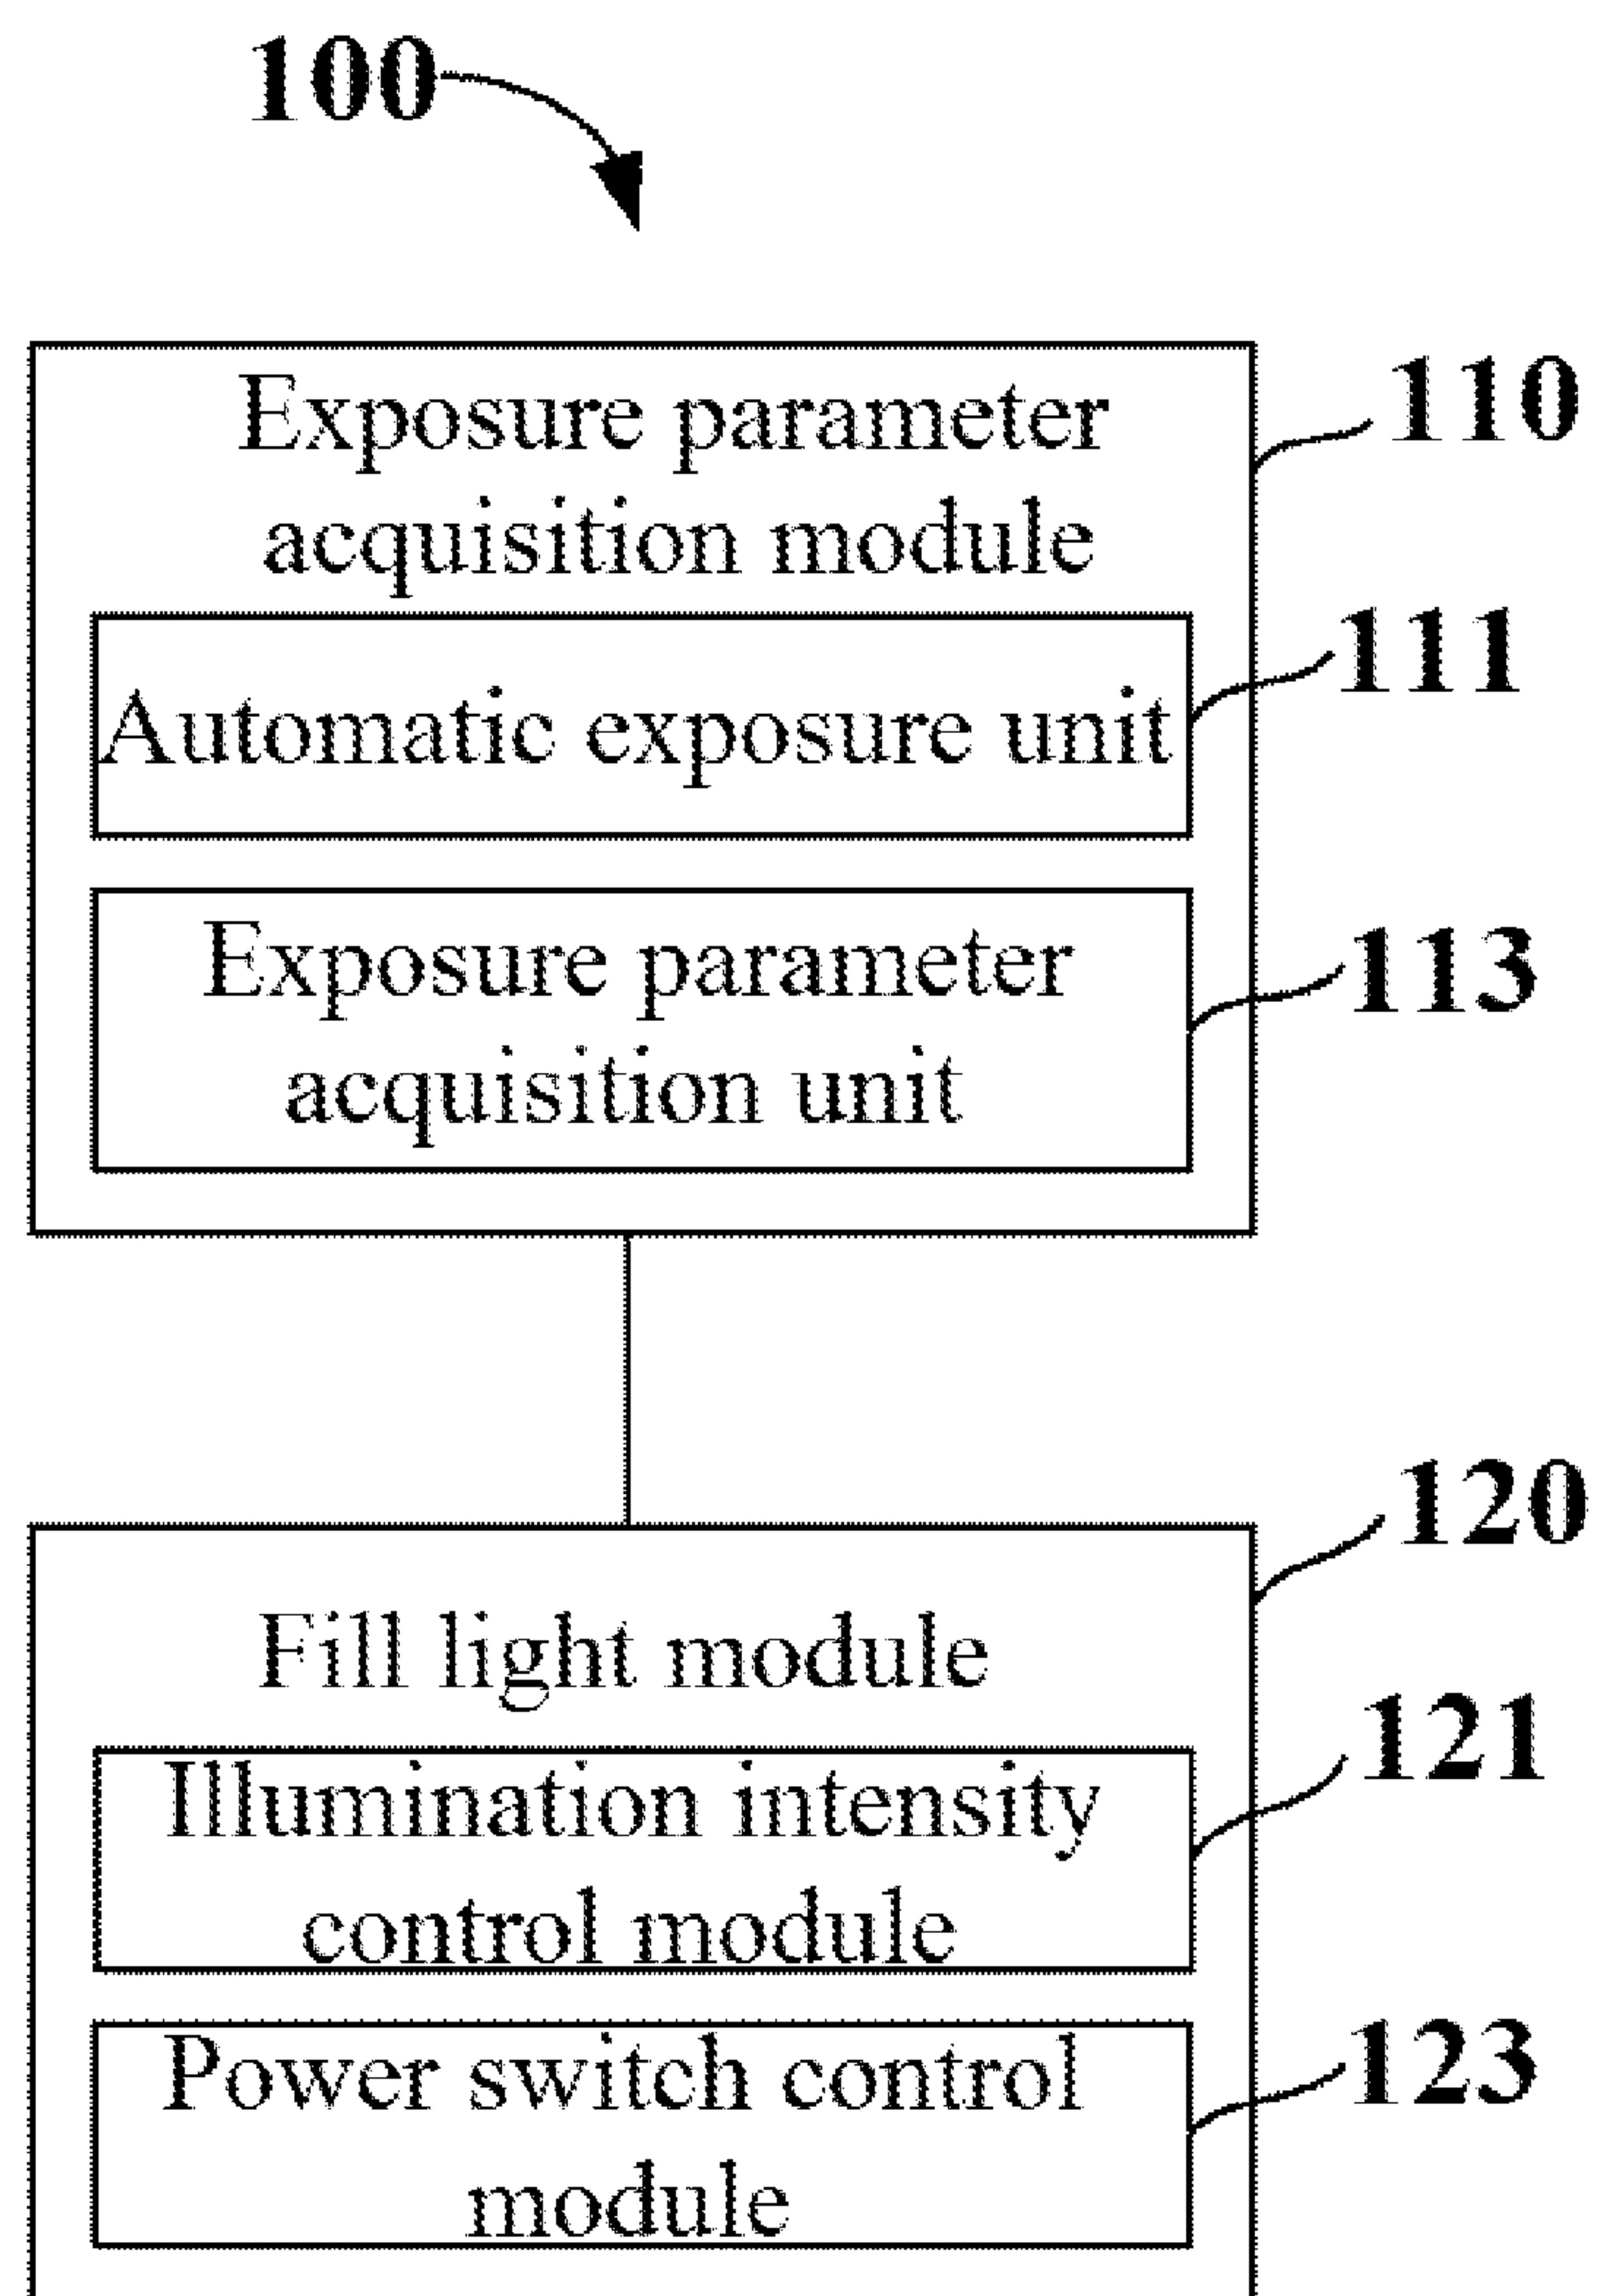 100
Exposure parameter
acquisition module
110
Automatic exposure unit
111
Exposure parameter
acquisition unit
113
Fill light module
120
Illumination intensity
control module
121
Power switch control
module
123